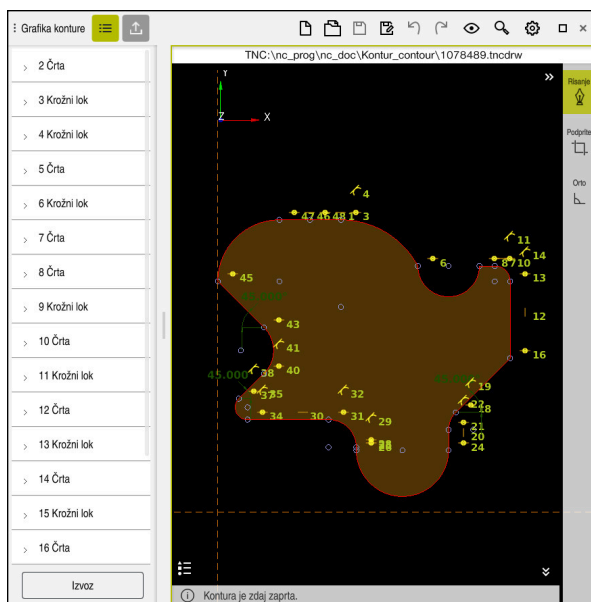 Grafika konture
TNC:\nc_prog\nc_doc\Kontur_contour\1078489.tncdrw
2 Črta
3 Krožni lok
4 Krožni lok
5 Črta
6 Krožni lok
7 Črta
8 Črta
9 Krožni lok
10 Črta
11 Krožni lok
12 Črta
13 Krožni lok
14 Črta
15 Krožni lok
16 Črta
Izvoz
Y
Z X
4
47 46 48 1 3
11
6 8 7 10 14
45 13
12
43
41
16
40
45.000°
38
19
37 35 32
22 18
34 30 31 29
21
20
24
Kontura je zdaj zaprta.
Risanje
Podprite
Orto